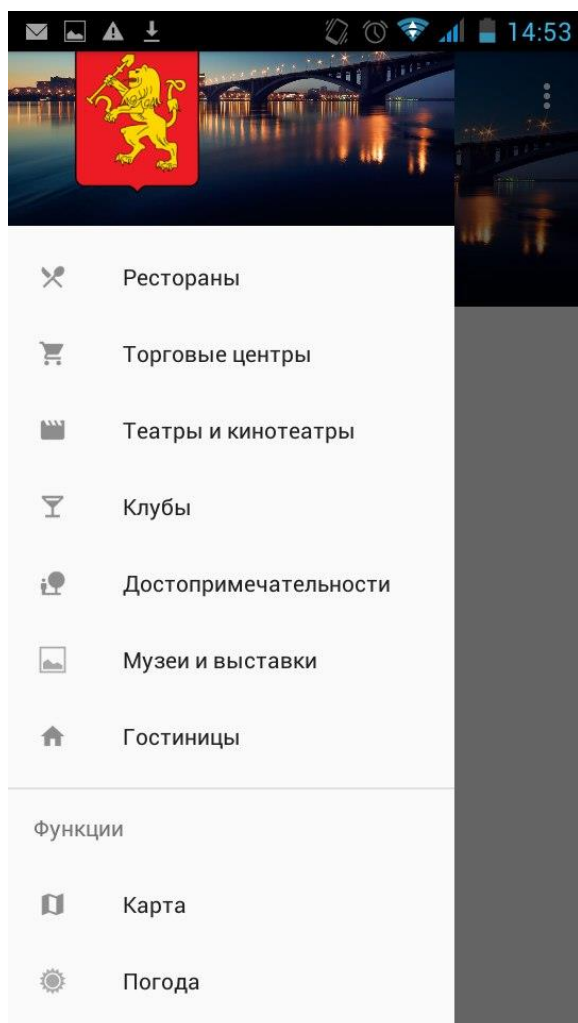 14:53
Рестораны
Торговые центры
Театры и кинотеатры
Клубы
Достопримечательности
Музеи и выставки
Гостиницы
Функции
Карта
Погода